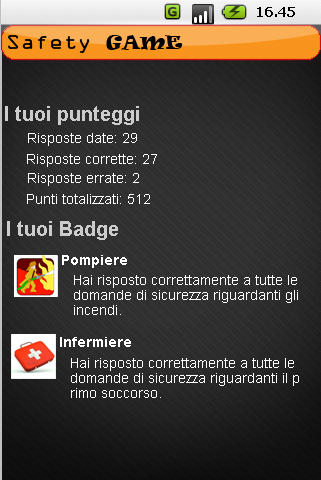 G 16.45
Safety GAME
I tuoi punteggi
Risposte date: 29
Risposte corrette: 27
Risposte errate: 2
Punti totalizzati: 512
I tuoi Badge
Pompiere
Hai risposto correttamente a tutte le
domande di sicurezza riguardanti gli
incendi.
Infermiere
Hai risposto correttamente a tutte le
domande di sicurezza riguardanti il p
rimo soccorso.